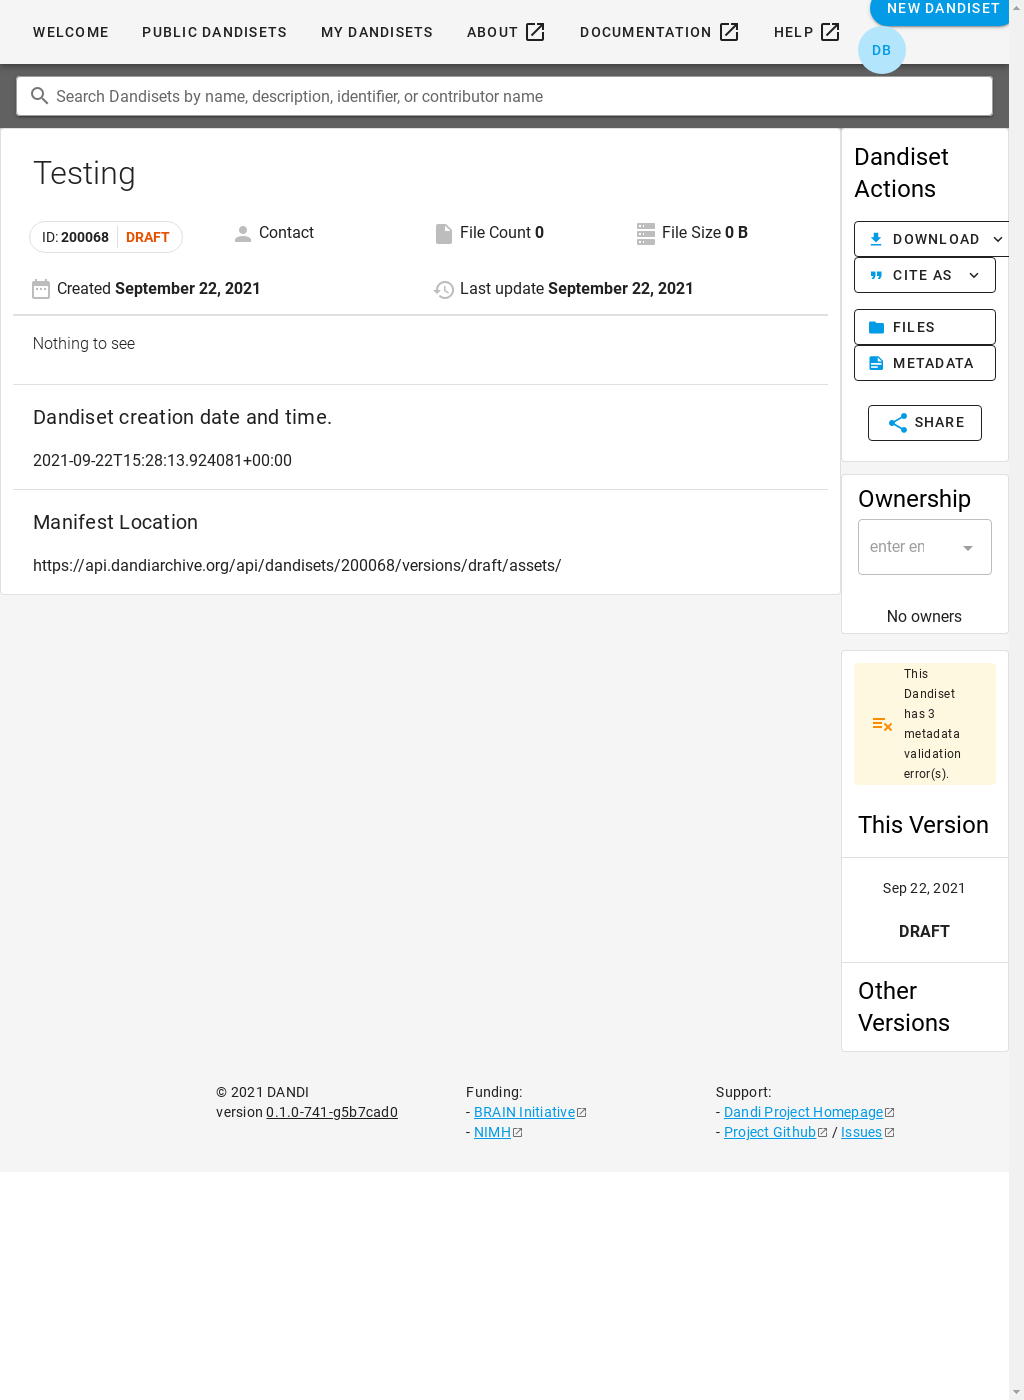 WELCOME PUBLIC DANDISETS MY DANDISETS ABOUT DOCUMENTATION HELP NEW DANDISET
DB
Search Dandisets by name, description, identifier, or contributor name
Testing
ID: 200068 DRAFT Contact File Count 0 File Size 0 B
Created September 22, 2021 Last update September 22, 2021
Nothing to see
Dandiset creation date and time.
2021-09-22T15:28:13.924081+00:00
Manifest Location
https://api.dandiarchive.org/api/dandisets/200068/versions/draft/assets/
Dandiset
Actions
DOWNLOAD
CITE AS
FILES
METADATA
SHARE
Ownership
enter en
No owners
This
Dandiset
has 3
metadata
validation
error(s).
This Version
Sep 22, 2021
DRAFT
Other
Versions
© 2021 DANDI
version 0.1.0-741-g5b7cad0
Funding:
- BRAIN Initiative
- NIMH
Support:
- Dandi Project Homepage
- Project Github / Issues